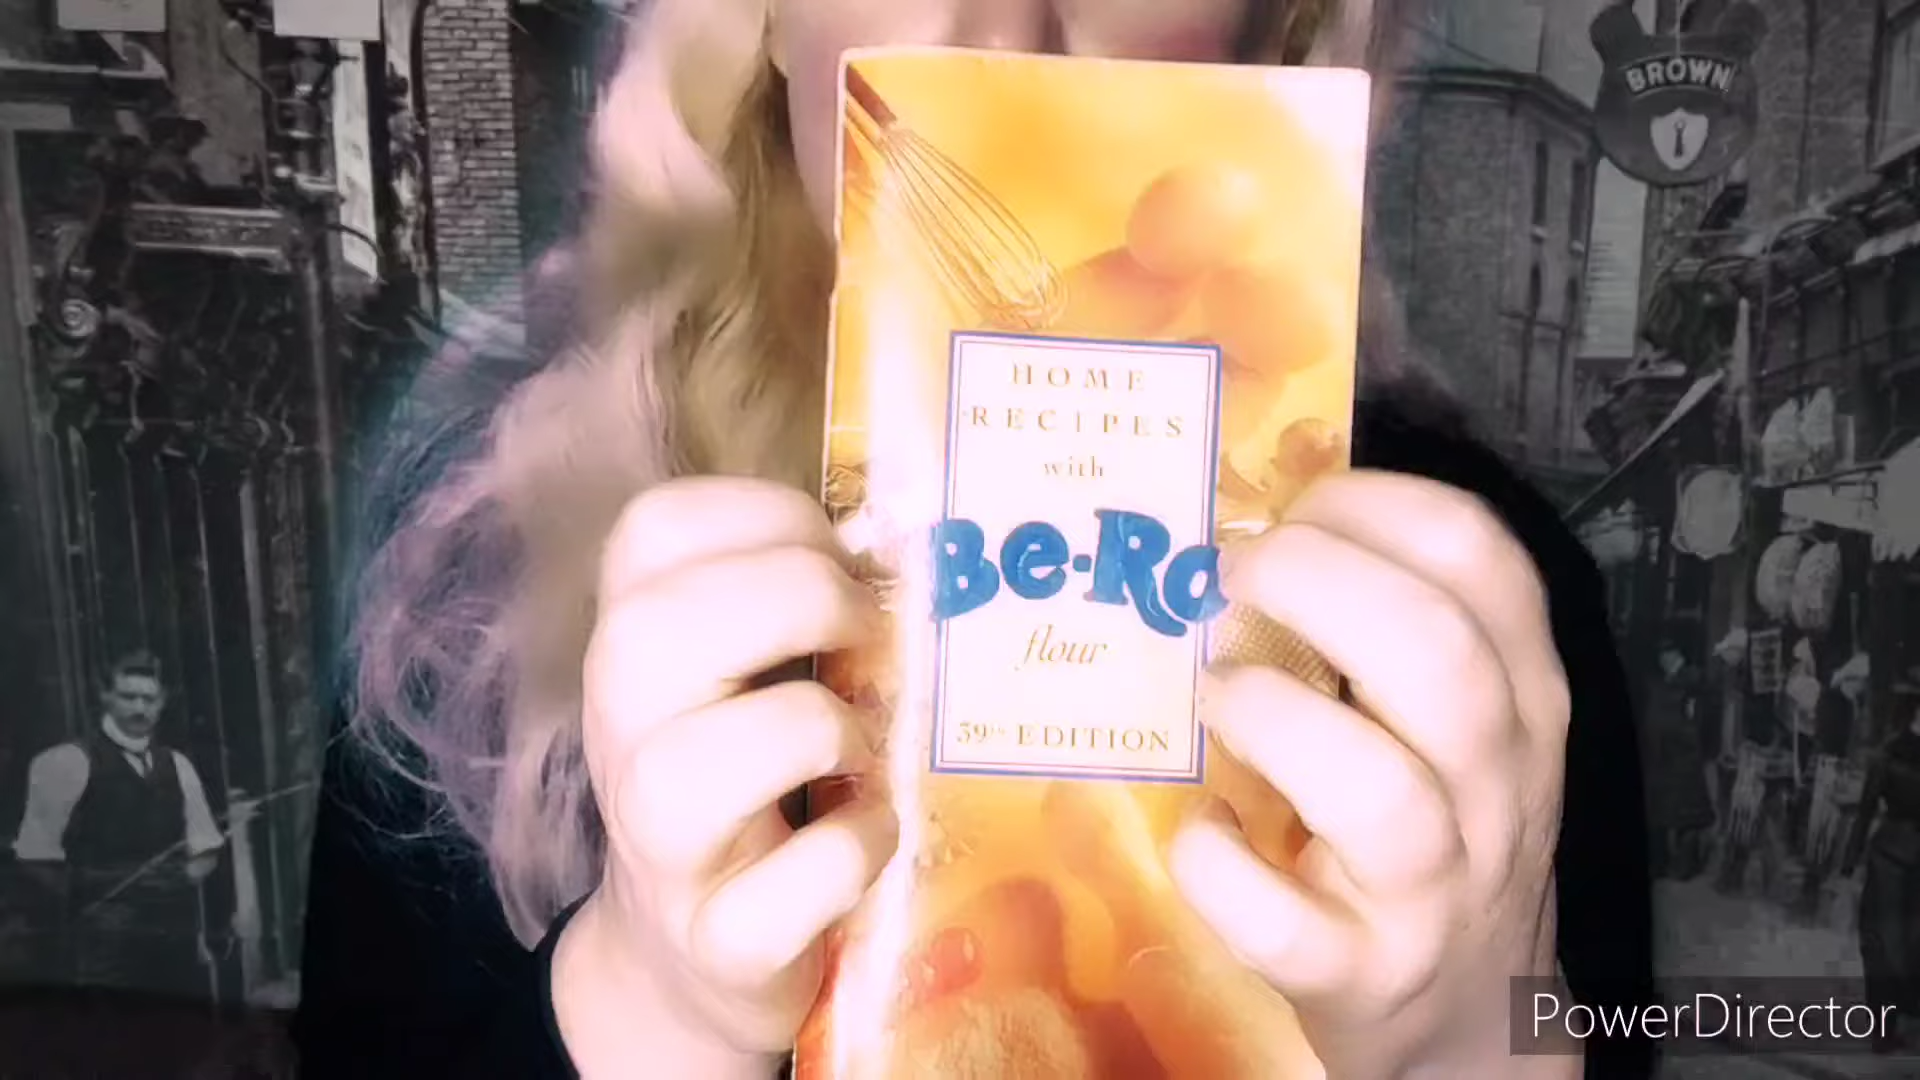 BROWN
HOME
RECIPES
with
Be-Ro
flour
39th EDITION
PowerDirector